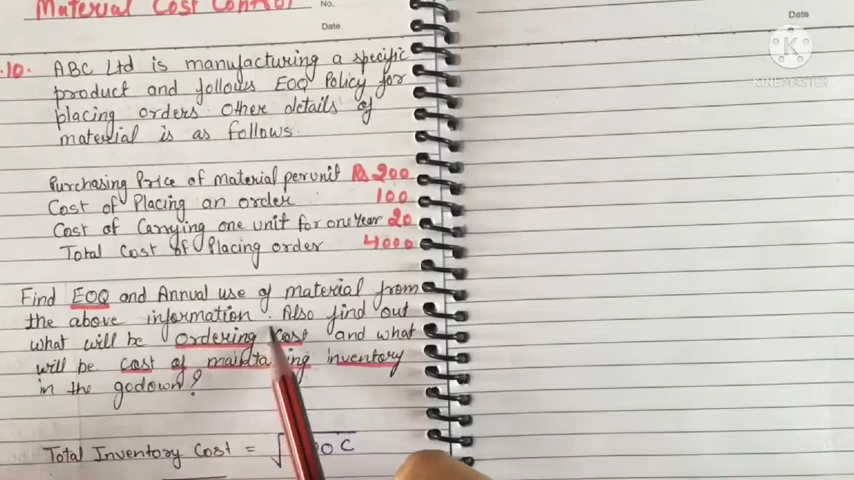 Material Cost Control
No.
Date
Date
.10. ABC Ltd is manufacturing a specific
product and follows EOQ Policy for
placing orders. Other details of
material is as follows.
Purchasing Price of Material per unit Rs 200
Cost of Placing an order 100
Cost of Carrying one unit for one Year 20
Total Cost of Placing order 4000
Find EOQ and Annual use of material from
the above information. Also find out
what will be ordering cost and what
will be cost of maintaining inventory
in the godown?
Total Inventory Cost = √ OC
K
KINEMASTER